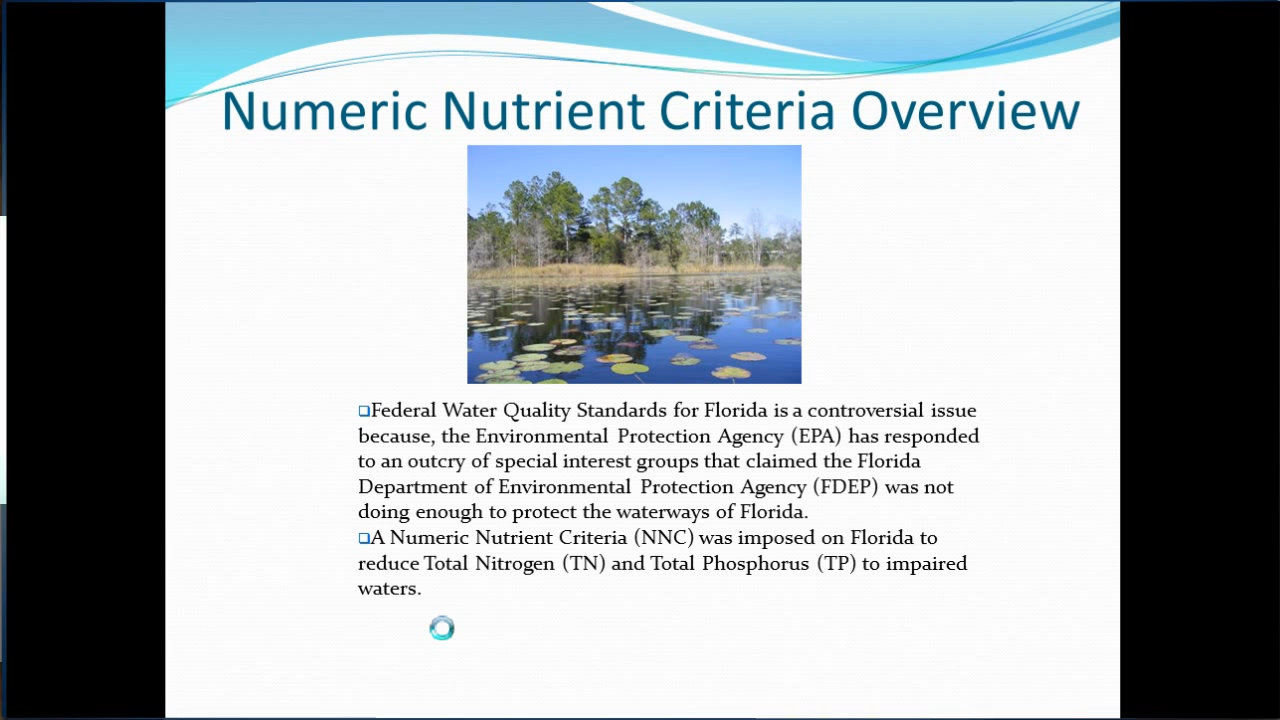 Numeric Nutrient Criteria Overview
❑Federal Water Quality Standards for Florida is a controversial issue
because, the Environmental Protection Agency (EPA) has responded
to an outcry of special interest groups that claimed the Florida
Department of Environmental Protection Agency (FDEP) was not
doing enough to protect the waterways of Florida.
❑A Numeric Nutrient Criteria (NNC) was imposed on Florida to
reduce Total Nitrogen (TN) and Total Phosphorus (TP) to impaired
waters.